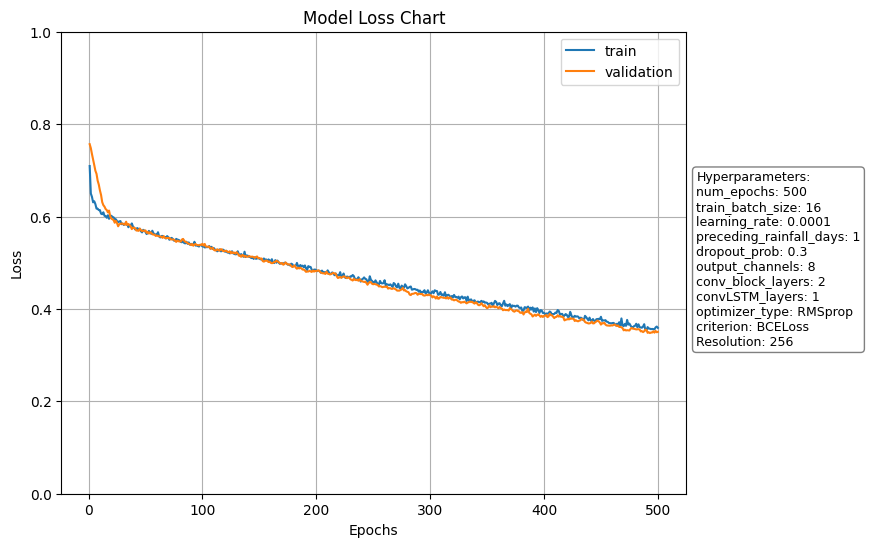 Model Loss Chart
1.0
0.8
0.6
0.4
0.2
0.0
Loss
0
100
200
300
400
500
Epochs
train
validation
Hyperparameters:
num_epochs: 500
train_batch_size: 16
learning_rate: 0.0001
preceding_rainfall_days: 1
dropout_prob: 0.3
output_channels: 8
conv_block_layers: 2
convLSTM_layers: 1
optimizer_type: RMSprop
criterion: BCELoss
Resolution: 256